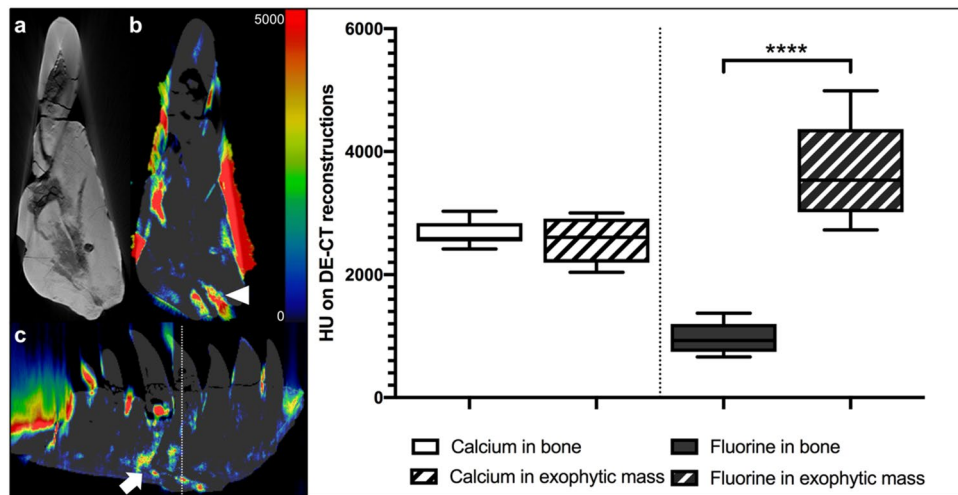 a
b
5000
0
c
HU on DE-CT reconstructions
6000
4000
2000
0
****
Calcium in bone
Fluorine in bone
Calcium in exophytic mass
Fluorine in exophytic mass